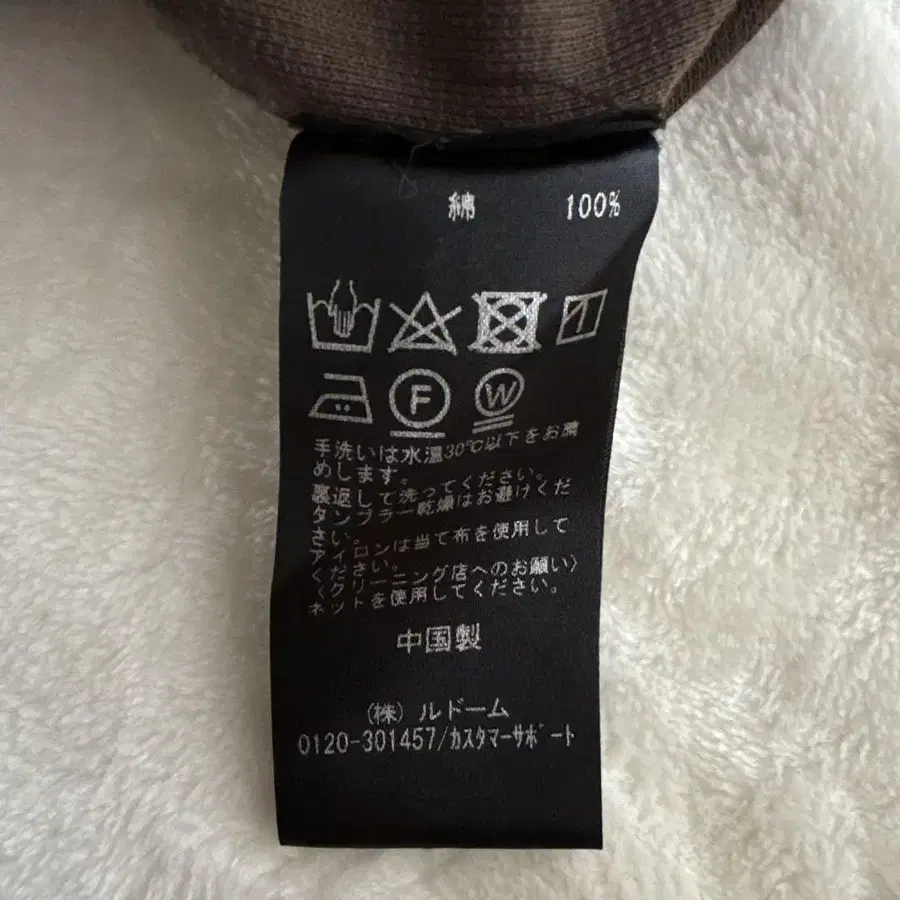 綿 100%
F W
手洗いは水温30℃以下をお薦
めします。
裏返して洗ってください。
タンブラー乾燥はお避けくだ
さい。
アイロンは当て布を使用して
ください。
〈クリーニング店へのお願い〉
ネットを使用してください。
中国製
(株) ルドーム
0120-301457/カスタマーサポート